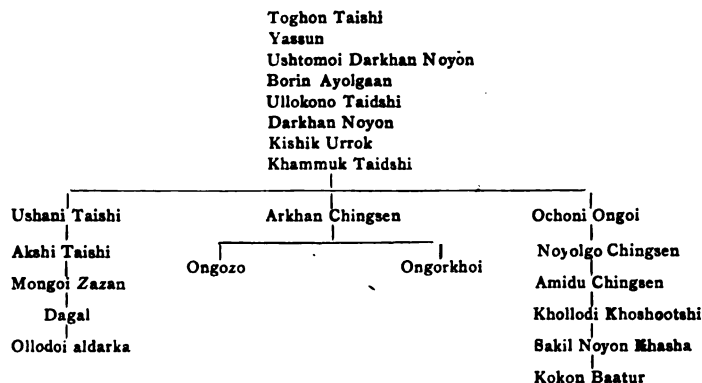 Toghon Taishi
Yassun
Ushtomoi Darkhan Noyon
Borin Ayolgaan
Ullokono Taidshi
Darkhan Noyon
Kishik Urrok
Khammuk Taidshi
Ushani Taishi Arkhan Chingsen Ochoni Ongoi
Akshi Taishi Noyolgo Chingsen
Ongozo Ongorkhoi
Mongoi Zazan Amidu Chingsen
Dagal Khollodi Khoshootshi
Ollodoi aldarka Sakil Noyon Khasha
Kokon Baatur